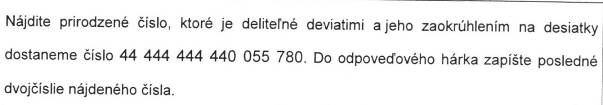 Nájdite prirodzené číslo, ktoré je deliteľné deviatimi a jeho zaokrúhlením na desiatky
dostaneme číslo 44 444 444 440 055 780. Do odpoveďového hárka zapíšte posledné
dvojčíslie nájdeného čísla.